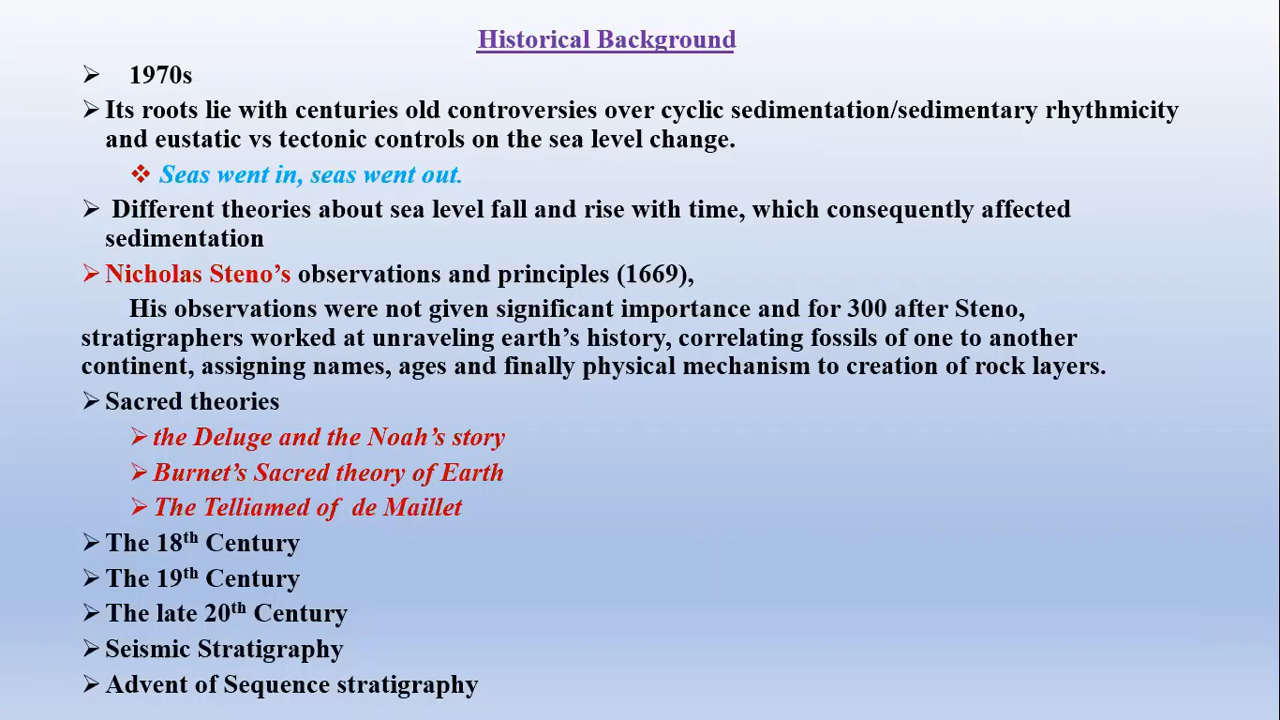 Historical Background
1970s
Its roots lie with centuries old controversies over cyclic sedimentation/sedimentary rhythmicity
and eustatic vs tectonic controls on the sea level change.
Seas went in, seas went out.
Different theories about sea level fall and rise with time, which consequently affected
sedimentation
Nicholas Steno’s observations and principles (1669),
His observations were not given significant importance and for 300 after Steno,
stratigraphers worked at unraveling earth’s history, correlating fossils of one to another
continent, assigning names, ages and finally physical mechanism to creation of rock layers.
Sacred theories
the Deluge and the Noah’s story
Burnet’s Sacred theory of Earth
The Telliamed of de Maillet
The 18th Century
The 19th Century
The late 20th Century
Seismic Stratigraphy
Advent of Sequence stratigraphy